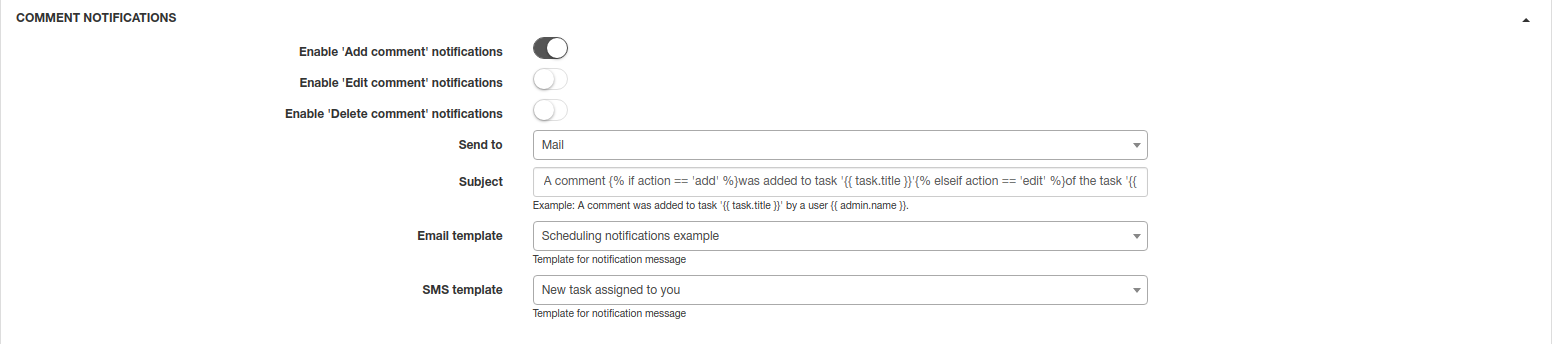 COMMENT NOTIFICATIONS
Enable 'Add comment' notifications
Enable 'Edit comment' notifications
Enable 'Delete comment' notifications
Send to Mail
Subject A comment {% if action == 'add' %}was added to task '{{ task.title }}'{% elseif action == 'edit' %}of the task '{{
Example: A comment was added to task '{{ task.title }}' by a user {{ admin.name }}.
Email template Scheduling notifications example
Template for notification message
SMS template New task assigned to you
Template for notification message